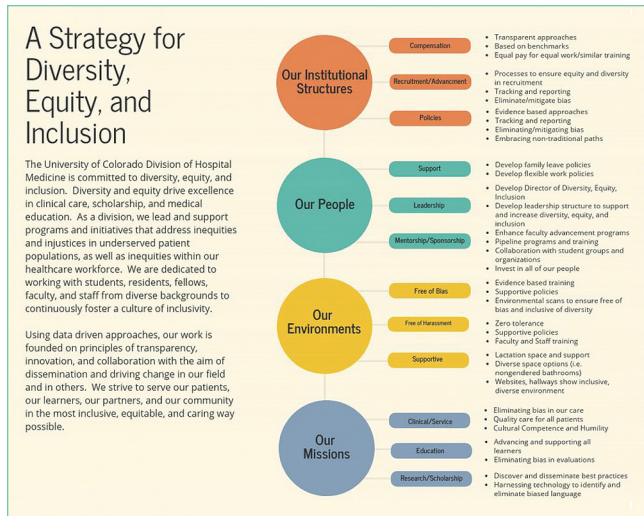 A Strategy for
Diversity,
Equity, and
Inclusion
The University of Colorado Division of Hospital
Medicine is committed to diversity, equity, and
inclusion. Diversity and equity drive excellence
in clinical care, scholarship, and medical
education. As a division, we lead and support
programs and initiatives that address inequities
and injustices in underserved patient
populations, as well as inequities within our
healthcare workforce. We are dedicated to
working with students, residents, fellows,
faculty, and staff from diverse backgrounds to
continuously foster a culture of inclusivity.
Using data driven approaches, our work is
founded on principles of transparency,
innovation, and collaboration with the aim of
dissemination and driving change in our field
and in others. We strive to serve our patients,
our learners, our partners, and our community
in the most inclusive, equitable, and caring way
possible.
Our Institutional
Structures
Compensation
• Transparent approaches
• Based on benchmarks
• Equal pay for equal work/similar training
Recruitment/Advancment
• Processes to ensure equity and diversity
in recruitment
• Tracking and reporting
• Eliminate/mitigate bias
Policies
• Evidence based approaches
• Tracking and reporting
• Eliminating/mitigating bias
• Embracing non-traditional paths
Our People
Support
• Develop family leave policies
• Develop flexible work policies
Leadership
• Develop Director of Diversity, Equity,
Inclusion
• Develop leadership structure to support
and increase diversity, equity, and
inclusion
Mentorship/Sponsorship
• Enhance faculty advancement programs
• Pipeline programs and training
• Collaboration with student groups and
organizations
• Invest in all of our people
Our
Environments
Free of Bias
• Evidence based training
• Supportive policies
• Environmental scans to ensure free of
bias and inclusive of diversity
Free of Harassment
• Zero tolerance
• Supportive policies
• Faculty and Staff training
Supportive
• Lactation space and support
• Diverse space options (i.e.
nongendered bathrooms)
• Websites, hallways show inclusive,
diverse environment
Our
Missions
Clinical/Service
• Eliminating bias in our care
• Quality care for all patients
• Cultural Competence and Humility
Education
• Advancing and supporting all
learners
• Eliminating bias in evaluations
Research/Scholarship
• Discover and disseminate best practices
• Harnessing technology to identify and
eliminate biased language